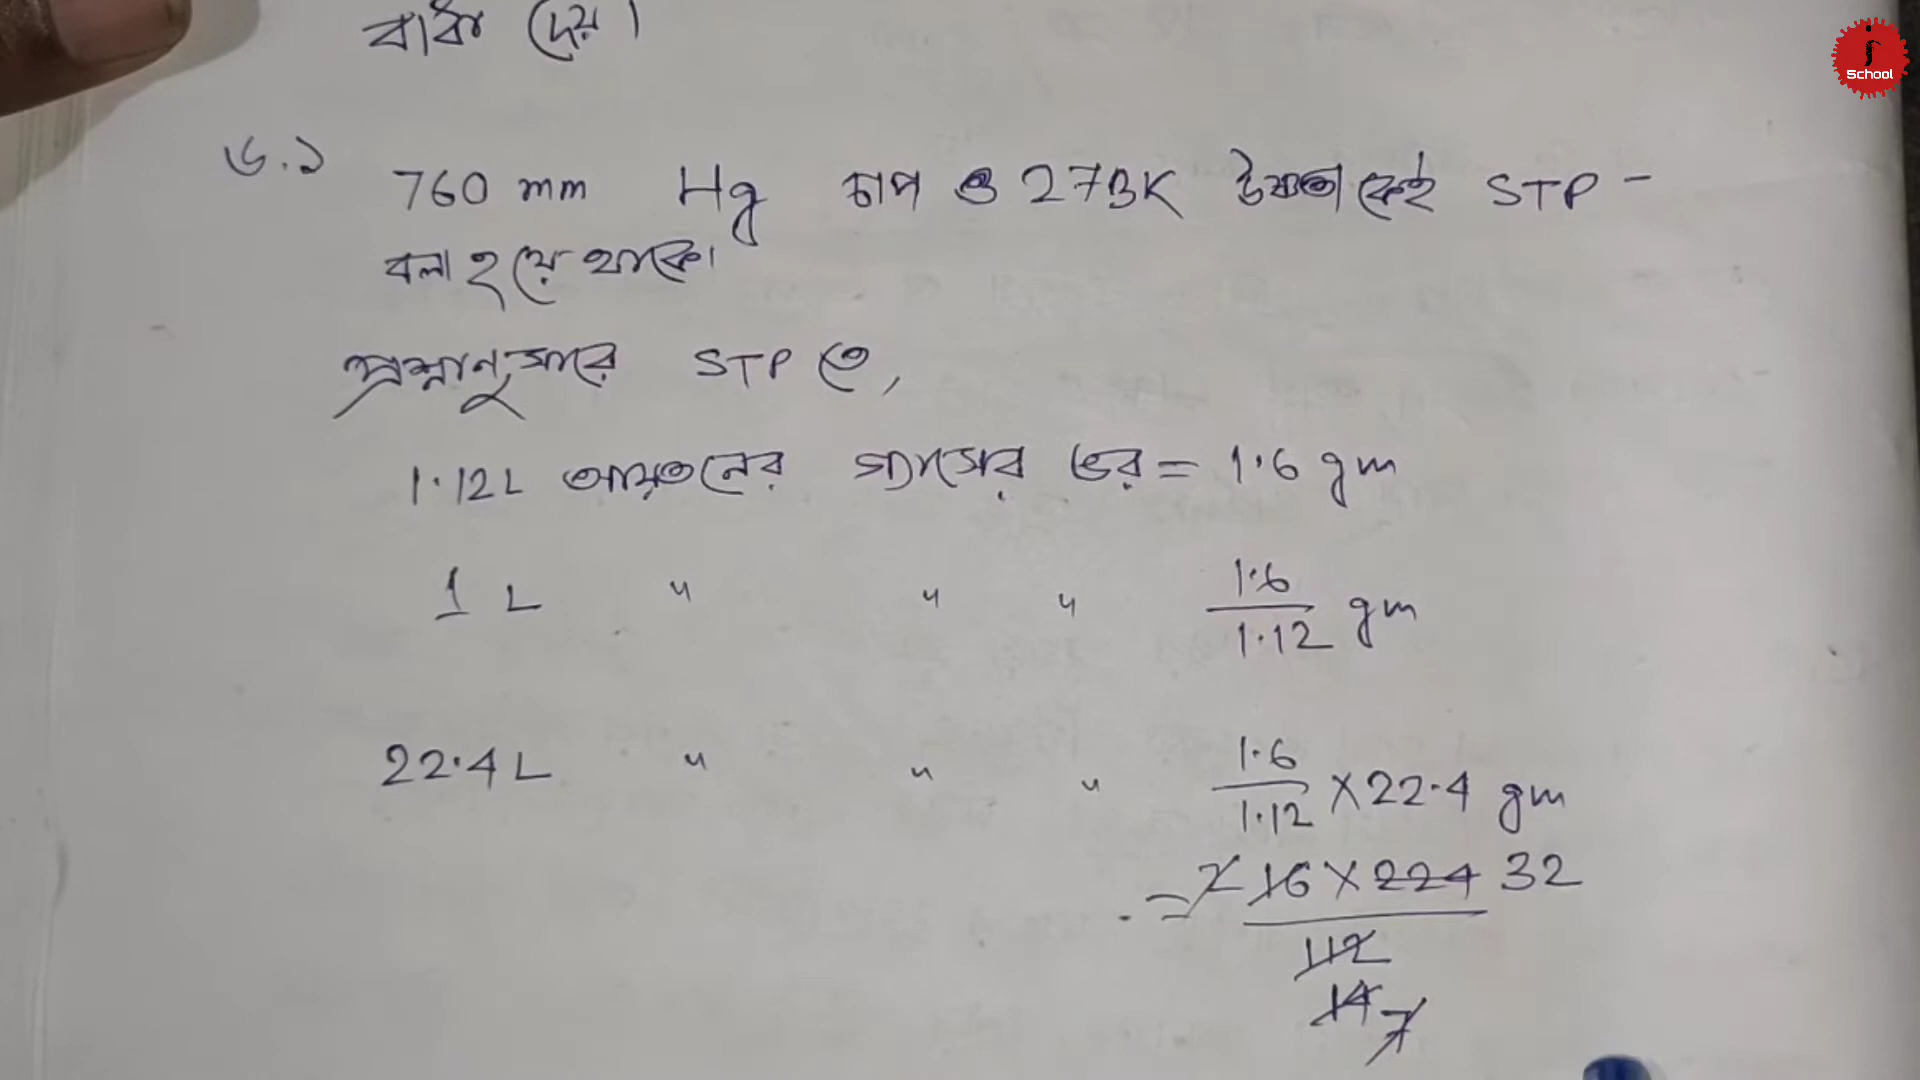 বাধা দেয়।
School
৬.১
760 mm Hg চাপ ও 273K উষ্ণতাকেই STP -
বলা হয়ে থাকে।
প্রশ্নানুসারে STP তে,
1.12L আয়তনের গ্যাসের ভর = 1.6 gm
1 L " " " 1.6/1.12 gm
22.4 L " " " 1.6/1.12 × 22.4 gm
= 2 16 × 224 32
112
14 7